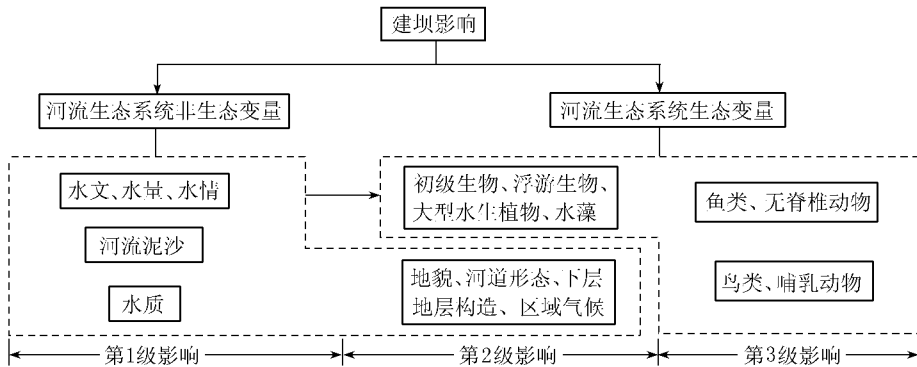 建坝影响
河流生态系统非生态变量
河流生态系统生态变量
水文、水量、水情
河流泥沙
水质
初级生物、浮游生物、
大型水生植物、水藻
地貌、河道形态、下层
地层构造、区域气候
鱼类、无脊椎动物
鸟类、哺乳动物
第1级影响
第2级影响
第3级影响